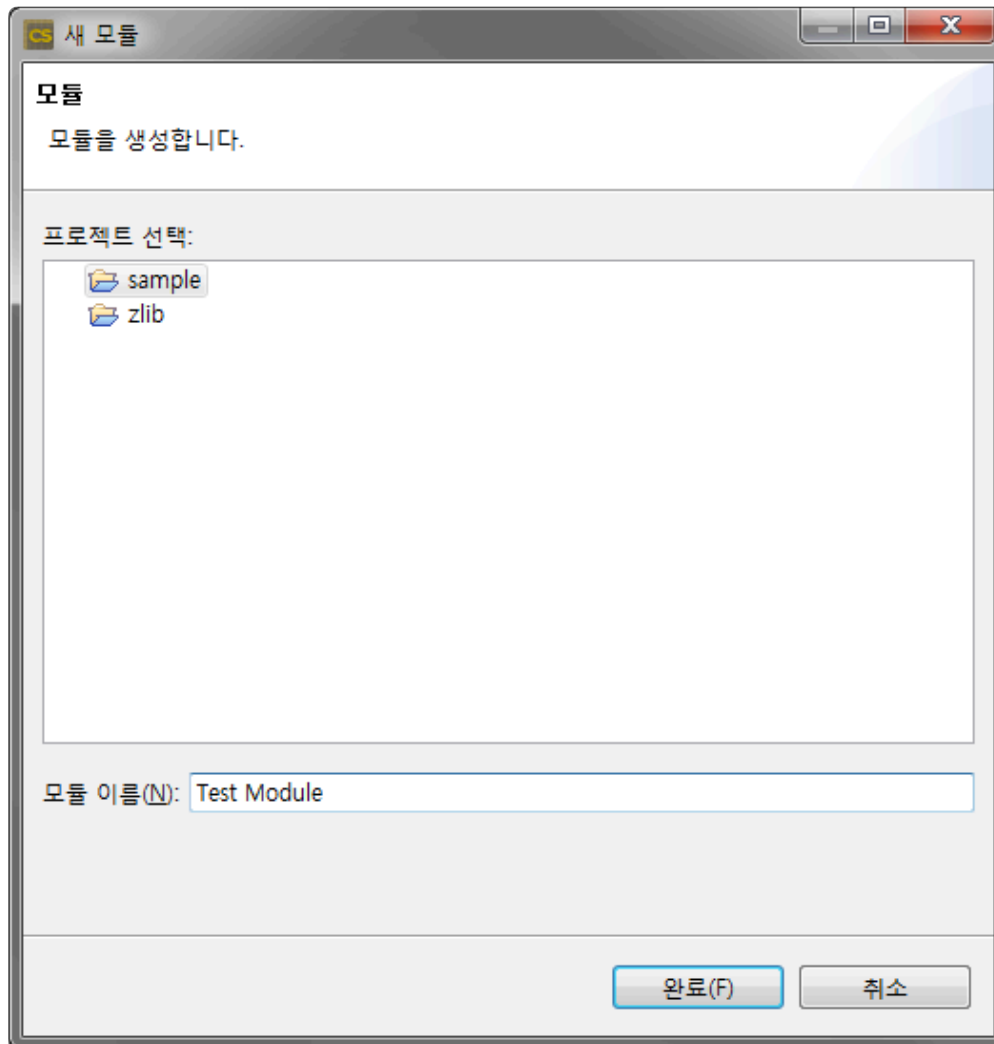 CS 새 모듈
모듈
모듈을 생성합니다.
프로젝트 선택:
sample
zlib
모듈 이름(N): Test Module
완료(F) 취소